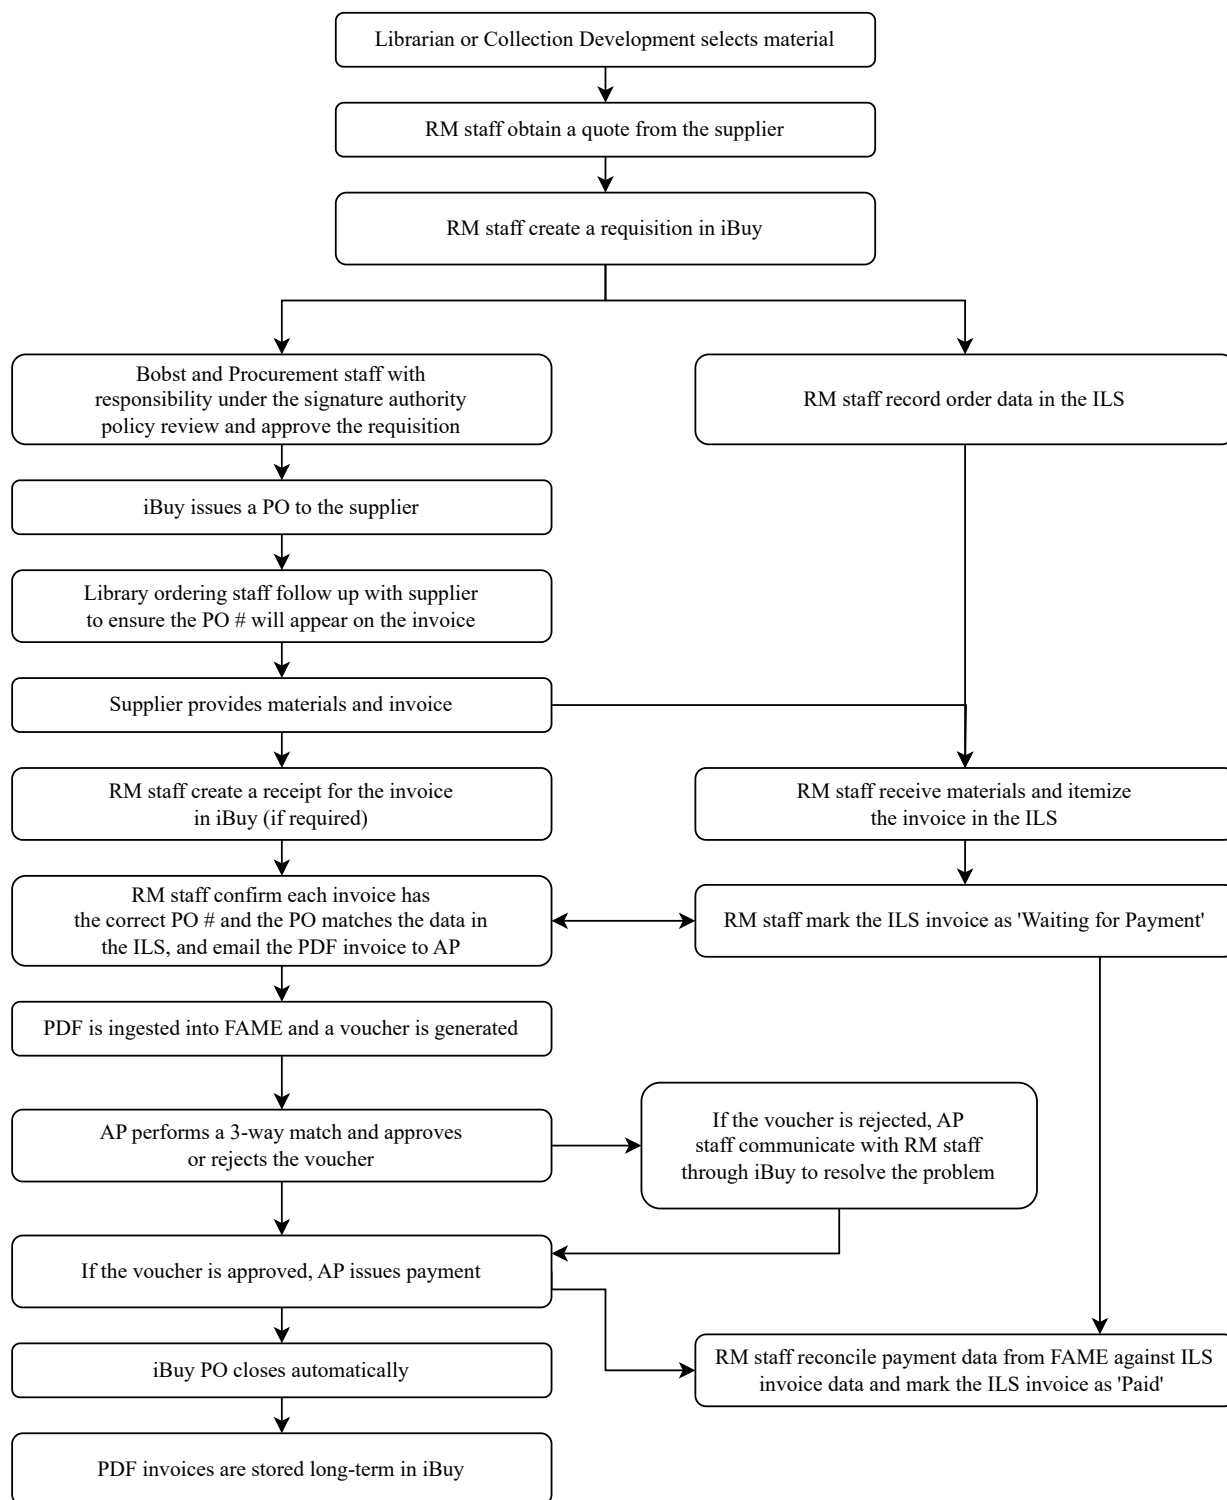 Librarian or Collection Development selects material
RM staff obtain a quote from the supplier
RM staff create a requisition in iBuy
Bobst and Procurement staff with
responsibility under the signature authority
policy review and approve the requisition
RM staff record order data in the ILS
iBuy issues a PO to the supplier
Library ordering staff follow up with supplier
to ensure the PO # will appear on the invoice
Supplier provides materials and invoice
RM staff create a receipt for the invoice
in iBuy (if required)
RM staff receive materials and itemize
the invoice in the ILS
RM staff confirm each invoice has
the correct PO # and the PO matches the data in
the ILS, and email the PDF invoice to AP
RM staff mark the ILS invoice as 'Waiting for Payment'
PDF is ingested into FAME and a voucher is generated
AP performs a 3-way match and approves
or rejects the voucher
If the voucher is rejected, AP
staff communicate with RM staff
through iBuy to resolve the problem
If the voucher is approved, AP issues payment
iBuy PO closes automatically
RM staff reconcile payment data from FAME against ILS
invoice data and mark the ILS invoice as 'Paid'
PDF invoices are stored long-term in iBuy